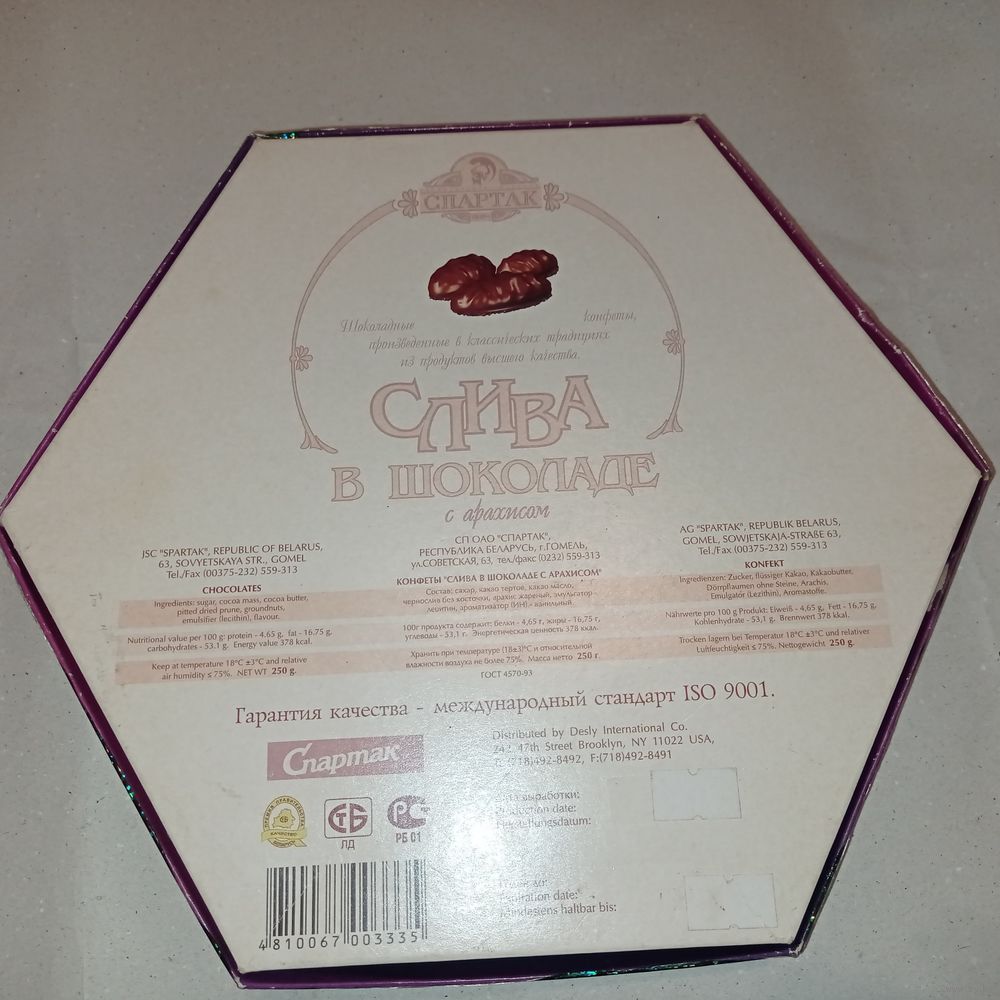 СПАРТАК
Шоколадные конфеты,
произведенные в классических традициях
из продуктов высшего качества.
СЛИВА
В ШОКОЛАДЕ
с арахисом
JSC "SPARTAK", REPUBLIC OF BELARUS,
63, SOVYETSKAYA STR., GOMEL
Tel./Fax (00375-232) 559-313
CHOCOLATES
Ingredients: sugar, cocoa mass, cocoa butter,
pitted dried prune, groundnuts,
emulsifier (lecithin), flavour.
Nutritional value per 100 g: protein - 4,65 g, fat - 16,75 g,
carbohydrates - 53,1 g. Energy value 378 kcal.
Keep at temperature 18°C ±3°C and relative
air humidity ≤ 75%. NET WT 250 g.
СП ОАО "СПАРТАК",
РЕСПУБЛИКА БЕЛАРУСЬ, г.ГОМЕЛЬ,
ул.СОВЕТСКАЯ, 63, тел./факс (0232) 559-313
КОНФЕТЫ "СЛИВА В ШОКОЛАДЕ С АРАХИСОМ"
Состав: сахар, какао тертое, какао масло,
чернослив без косточки, арахис жареный, эмульгатор -
лецитин, ароматизатор (ИН) - ванильный.
100г продукта содержит: белки - 4,65 г, жиры - 16,75 г,
углеводы - 53,1 г. Энергетическая ценность 378 ккал.
Хранить при температуре (18±3)°С и относительной
влажности воздуха не более 75%. Масса нетто 250 г.
ГОСТ 4570-93
AG "SPARTAK", REPUBLIK BELARUS,
GOMEL, SOWJETSKAJA-STRAßE 63,
Tel./Fax (00375-232) 559-313
KONFEKT
Ingredienzen: Zucker, flüssiger Kakao, Kakaobutter,
Dörrpflaumen ohne Steine, Arachis,
Emulgator (Lezithin), Aromastoffe.
Nährwerte pro 100 g Produkt: Eiweiß - 4,65 g, Fett - 16,75 g,
Kohlenhydrate - 53,1 g, Brennwert 378 kkal.
Trocken lagern bei Temperatur 18°C ±3°C und relativer
Luftfeuchtigkeit ≤ 75%. Nettogewicht 250 g.
Гарантия качества - международный стандарт ISO 9001.
Спартак
Distributed by Desly International Co.
47th Street Brooklyn, NY 11022 USA,
(718)492-8492, F:(718)492-8491
ПРЕМИЯ ПРАВИТЕЛЬСТВА
КАЧЕСТВО
СТБ
ЛД
РСТ
РБ 01
выработки:
Production date:
Herstellungsdatum:
Expiration date:
Mindestens haltbar bis:
4 810067 003335